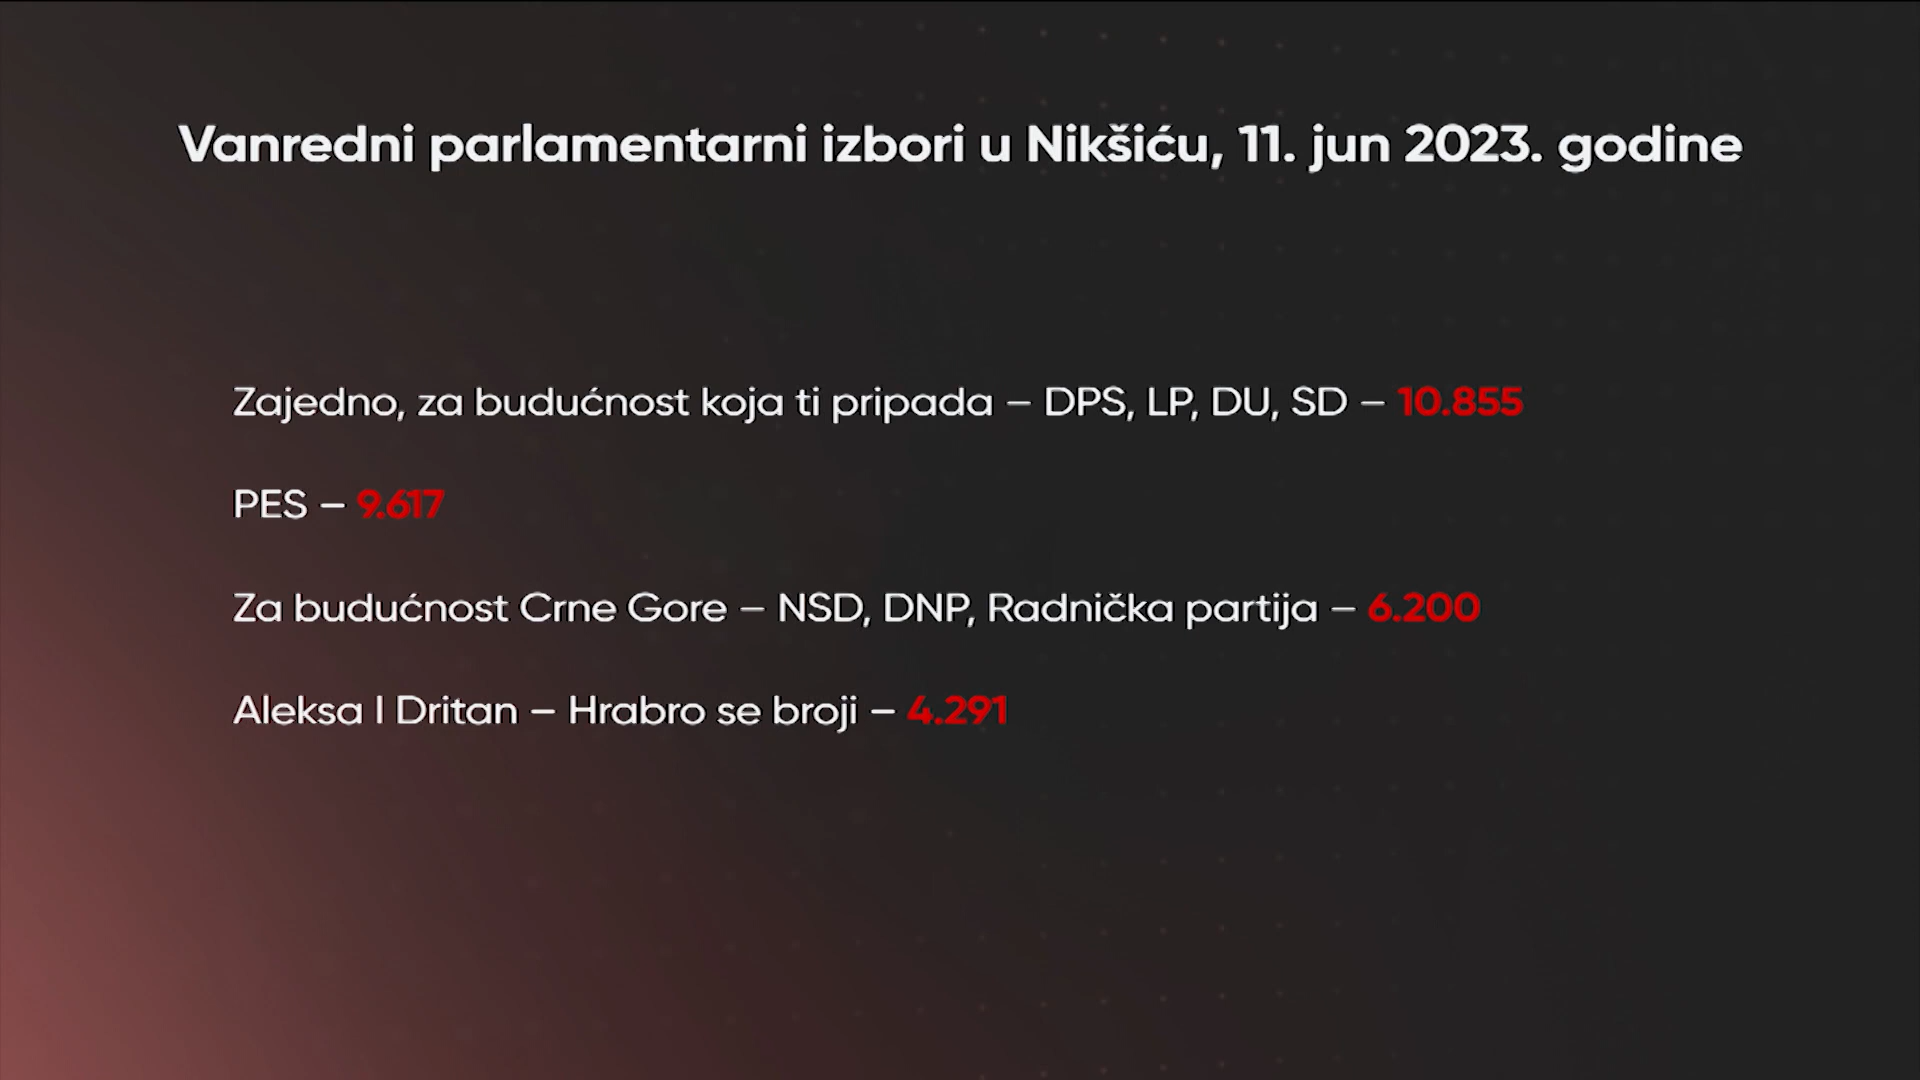 Vanredni parlamentarni izbori u Nikšiću, 11. jun 2023. godine
Zajedno, za budućnost koja ti pripada – DPS, LP, DU, SD – 10.855
PES – 9.617
Za budućnost Crne Gore – NSD, DNP, Radnička partija – 6.200
Aleksa I Dritan – Hrabro se broji – 4.291